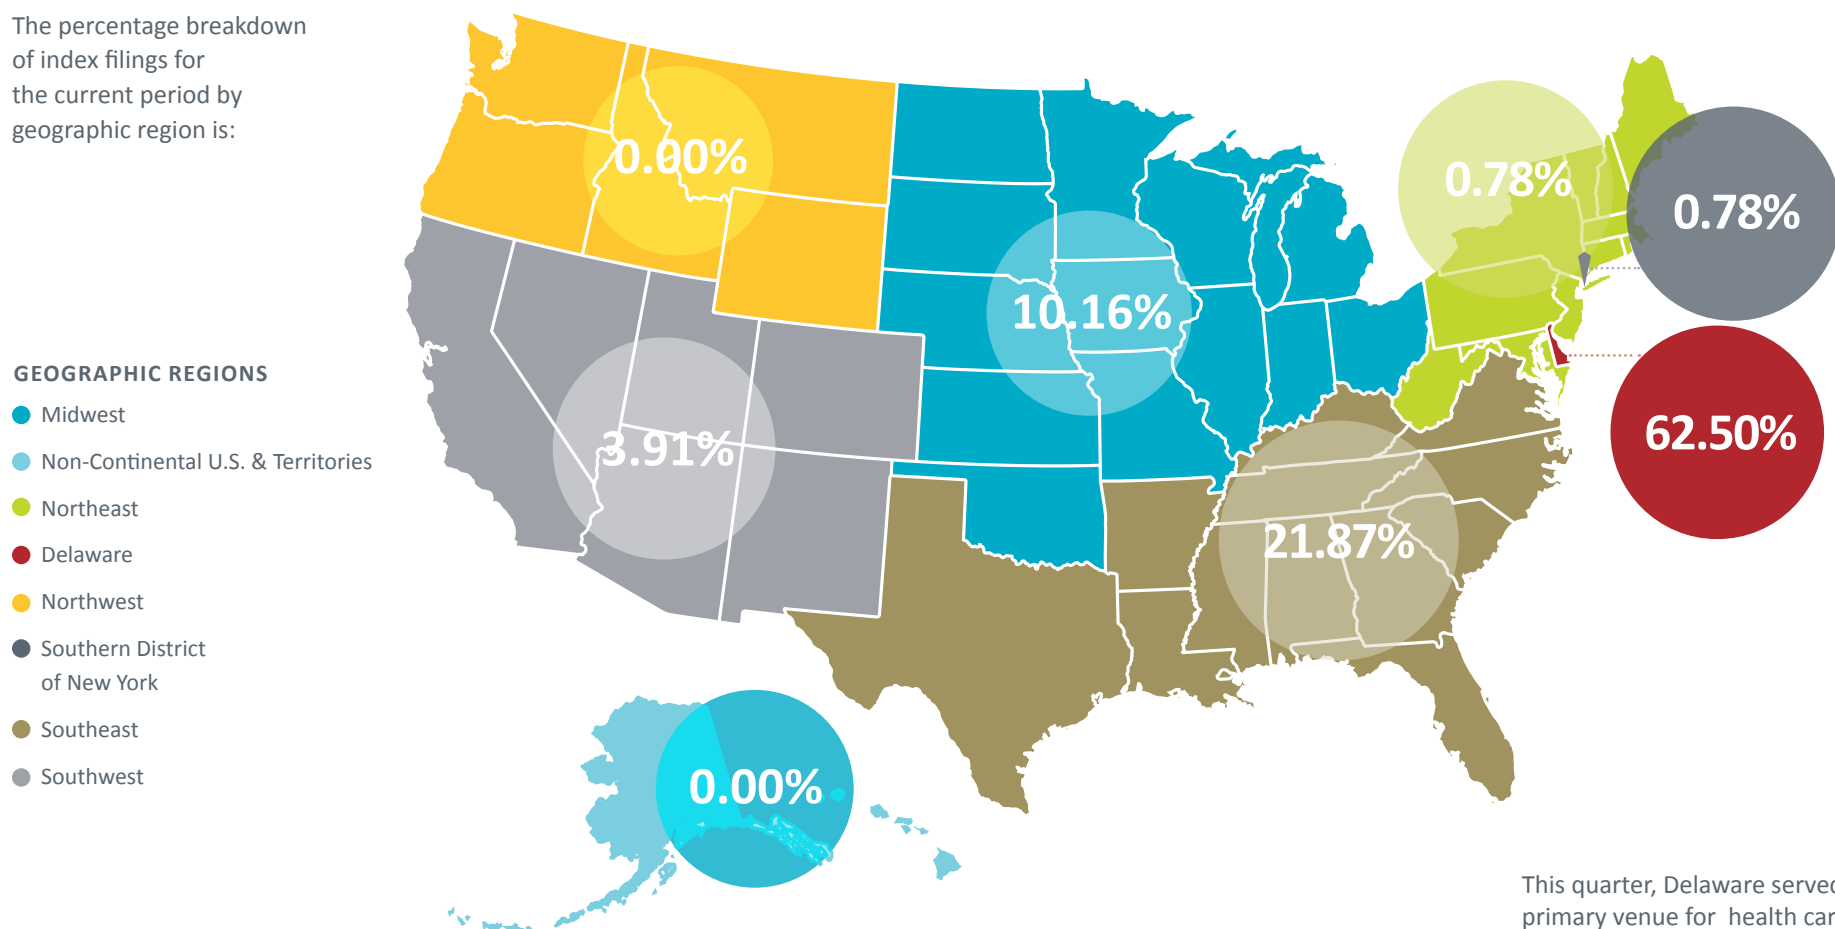 The percentage breakdown
of index filings for
the current period by
geographic region is:
0.00%
0.78%
0.78%
10.16%
62.50%
3.91%
21.87%
0.00%
GEOGRAPHIC REGIONS
Midwest
Non-Continental U.S. & Territories
Northeast
Delaware
Northwest
Southern District
of New York
Southeast
Southwest
This quarter, Delaware served
primary venue for health car